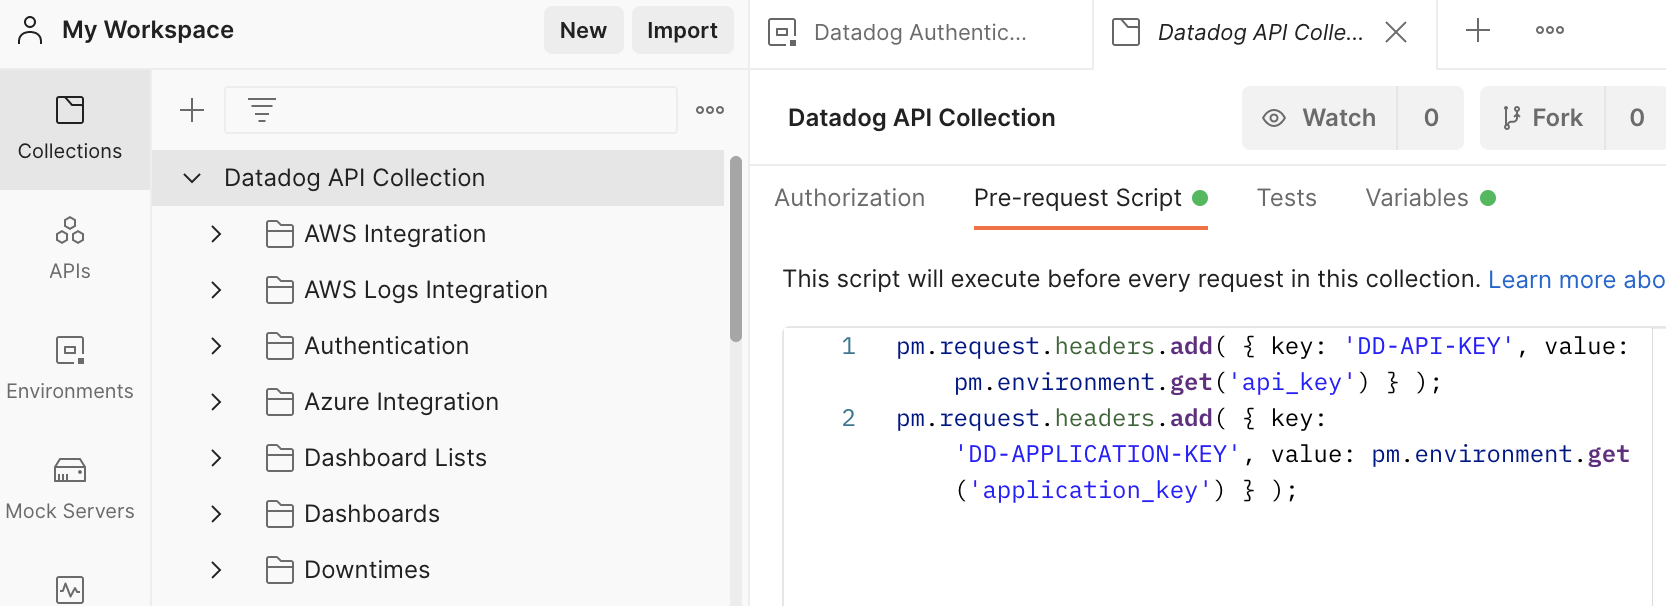 My Workspace
New
Import
Datadog Authentic...
Datadog API Colle...
Collections
APIs
Environments
Mock Servers
Datadog API Collection
AWS Integration
AWS Logs Integration
Authentication
Azure Integration
Dashboard Lists
Dashboards
Downtimes
Datadog API Collection
Watch 0
Fork 0
Authorization
Pre-request Script
Tests
Variables
This script will execute before every request in this collection. Learn more abo
1 pm.request.headers.add( { key: 'DD-API-KEY', value:
pm.environment.get('api_key') } );
2 pm.request.headers.add( { key:
'DD-APPLICATION-KEY', value: pm.environment.get
('application_key') } );